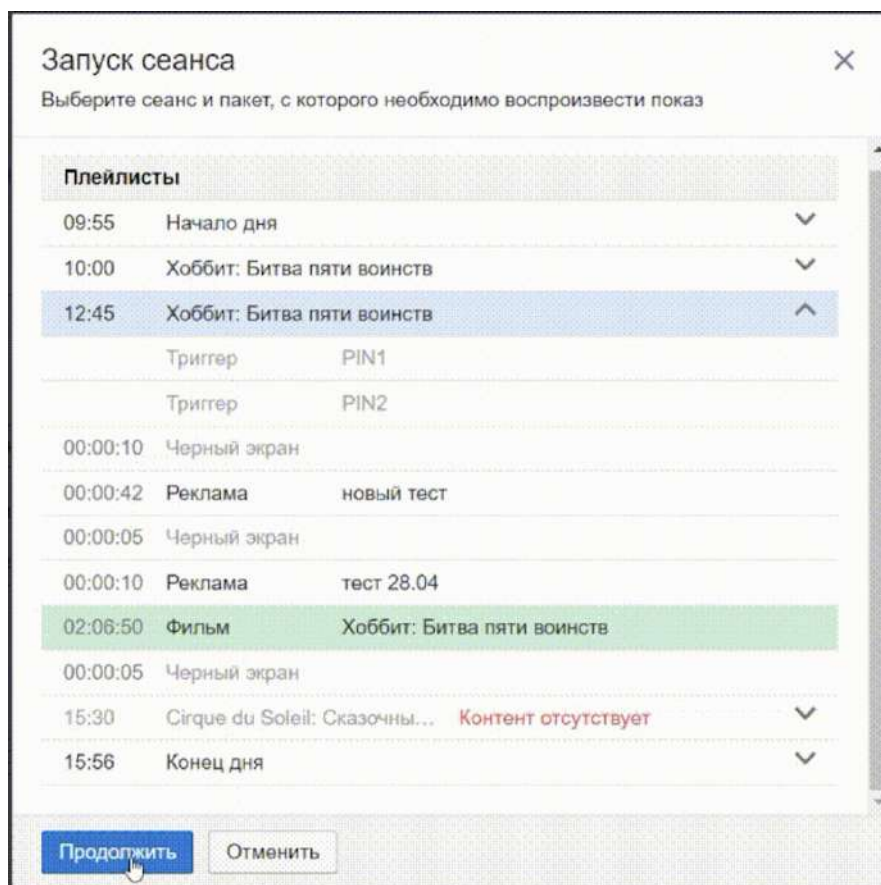 Запуск сеанса
Выберите сеанс и пакет, с которого необходимо воспроизвести показ
Плейлисты
09:55 Начало дня
10:00 Хоббит: Битва пяти воинств
12:45 Хоббит: Битва пяти воинств
Триггер PIN1
Триггер PIN2
00:00:10 Черный экран
00:00:42 Реклама новый тест
00:00:05 Черный экран
00:00:10 Реклама тест 28.04
02:06:50 Фильм Хоббит: Битва пяти воинств
00:00:05 Черный экран
15:30 Cirque du Soleil: Сказочны... Контент отсутствует
15:56 Конец дня
Продолжить Отменить